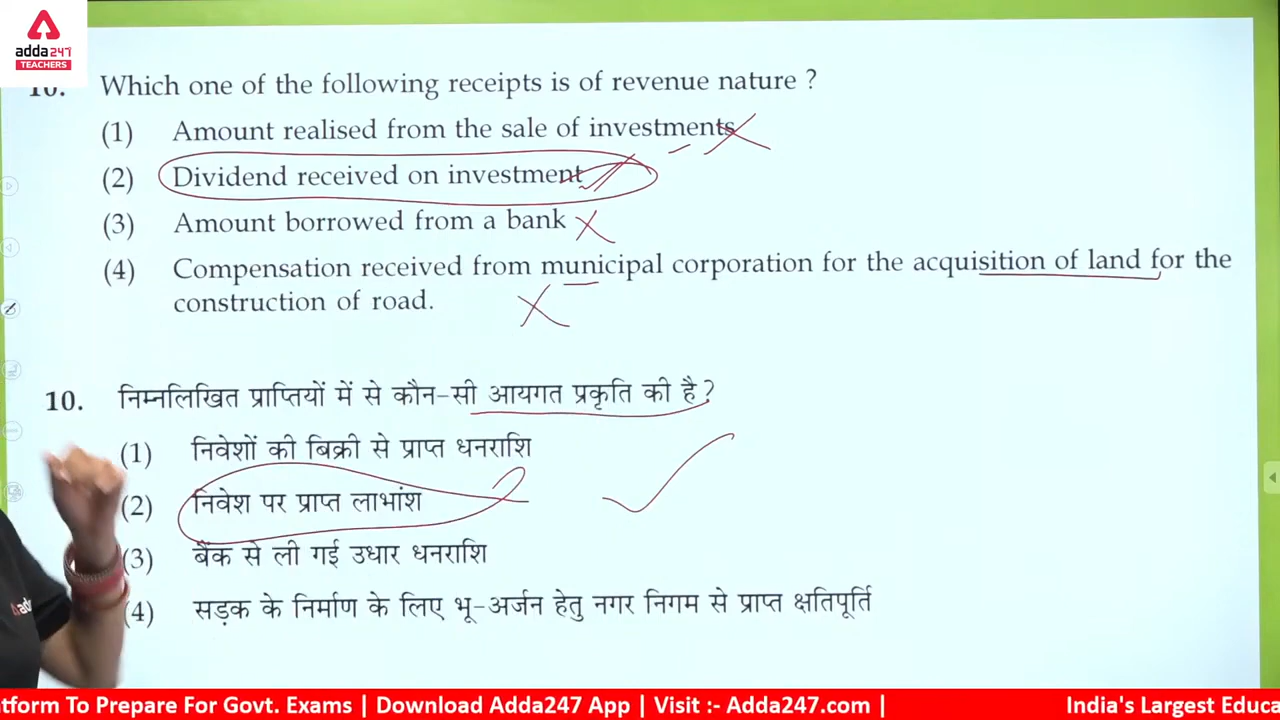 adda247
TEACHERS
10. Which one of the following receipts is of revenue nature ?
(1) Amount realised from the sale of investments
(2) Dividend received on investment
(3) Amount borrowed from a bank
(4) Compensation received from municipal corporation for the acquisition of land for the
construction of road.
10. निम्नलिखित प्राप्तियों में से कौन-सी आयगत प्रकृति की है ?
(1) निवेशों की बिक्री से प्राप्त धनराशि
(2) निवेश पर प्राप्त लाभांश
(3) बैंक से ली गई उधार धनराशि
(4) सड़क के निर्माण के लिए भू-अर्जन हेतु नगर निगम से प्राप्त क्षतिपूर्ति
tform To Prepare For Govt. Exams | Download Adda247 App | Visit :- Adda247.com | India's Largest Educa